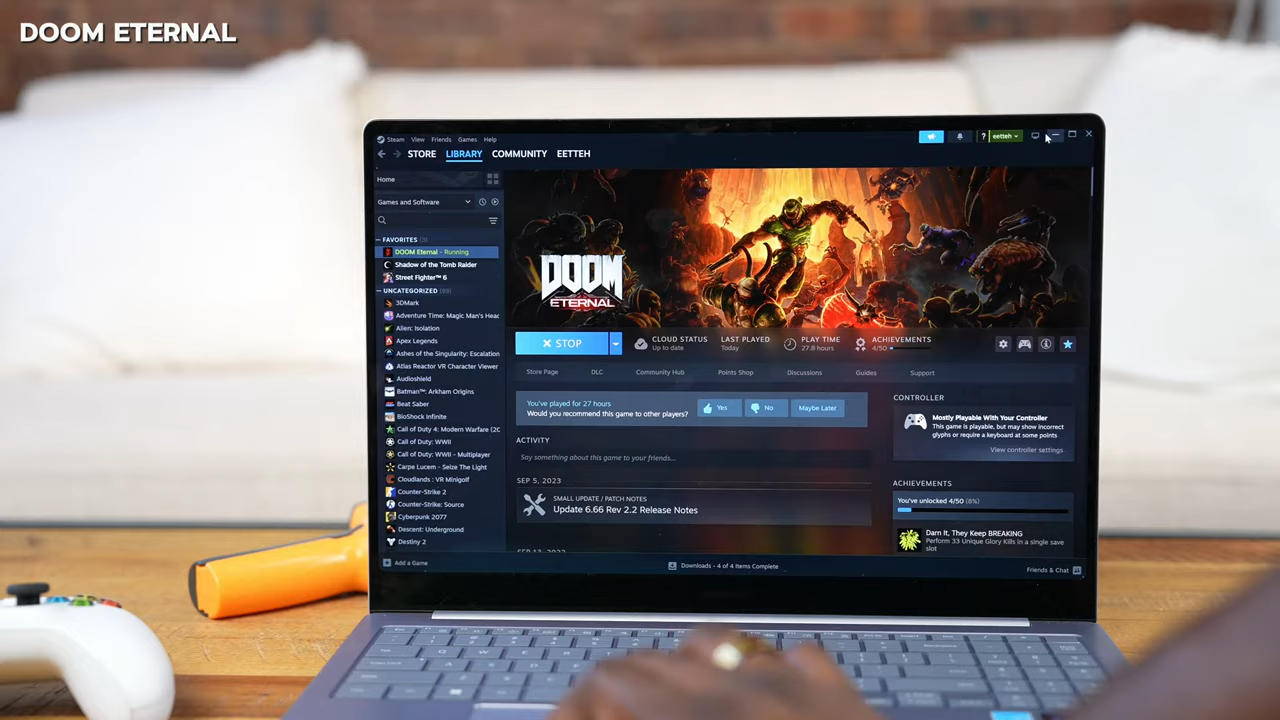 DOOM ETERNAL
Steam View Friends Games Help
? eetteh
STORE LIBRARY COMMUNITY EETTEH
Home
Games and Software
FAVORITES (3)
DOOM Eternal - Running
Shadow of the Tomb Raider
Street Fighter™ 6
UNCATEGORIZED
3DMark
Adventure Time: Magic Man's Head
Alien: Isolation
Apex Legends
Ashes of the Singularity: Escalation
Atlas Reactor VR Character Viewer
Audioshield
Batman™: Arkham Origins
Beat Saber
BioShock Infinite
Call of Duty 4: Modern Warfare (20
Call of Duty: WWII
Call of Duty: WWII - Multiplayer
Carpe Lucem - Seize The Light
Cloudlands : VR Minigolf
Counter-Strike 2
Counter-Strike: Source
Cyberpunk 2077
Descent: Underground
Destiny 2
Add a Game
DOOM
ETERNAL
STOP
CLOUD STATUS
Up to date
LAST PLAYED
Today
PLAY TIME
27.8 hours
ACHIEVEMENTS
4/50
Store Page DLC Community Hub Points Shop Discussions Guides Support
You've played for 27 hours
Would you recommend this game to other players?
Yes No Maybe Later
ACTIVITY
Say something about this game to your friends...
SEP 5, 2023
SMALL UPDATE / PATCH NOTES
Update 6.66 Rev 2.2 Release Notes
CONTROLLER
Mostly Playable With Your Controller
This game is playable, but may show incorrect
glyphs or require a keyboard at some points
View controller settings
ACHIEVEMENTS
You've unlocked 4/50 (8%)
Darn It, They Keep BREAKING
Perform 33 Unique Glory Kills in a single save
slot
Downloads - 4 of 4 Items Complete
Friends & Chat